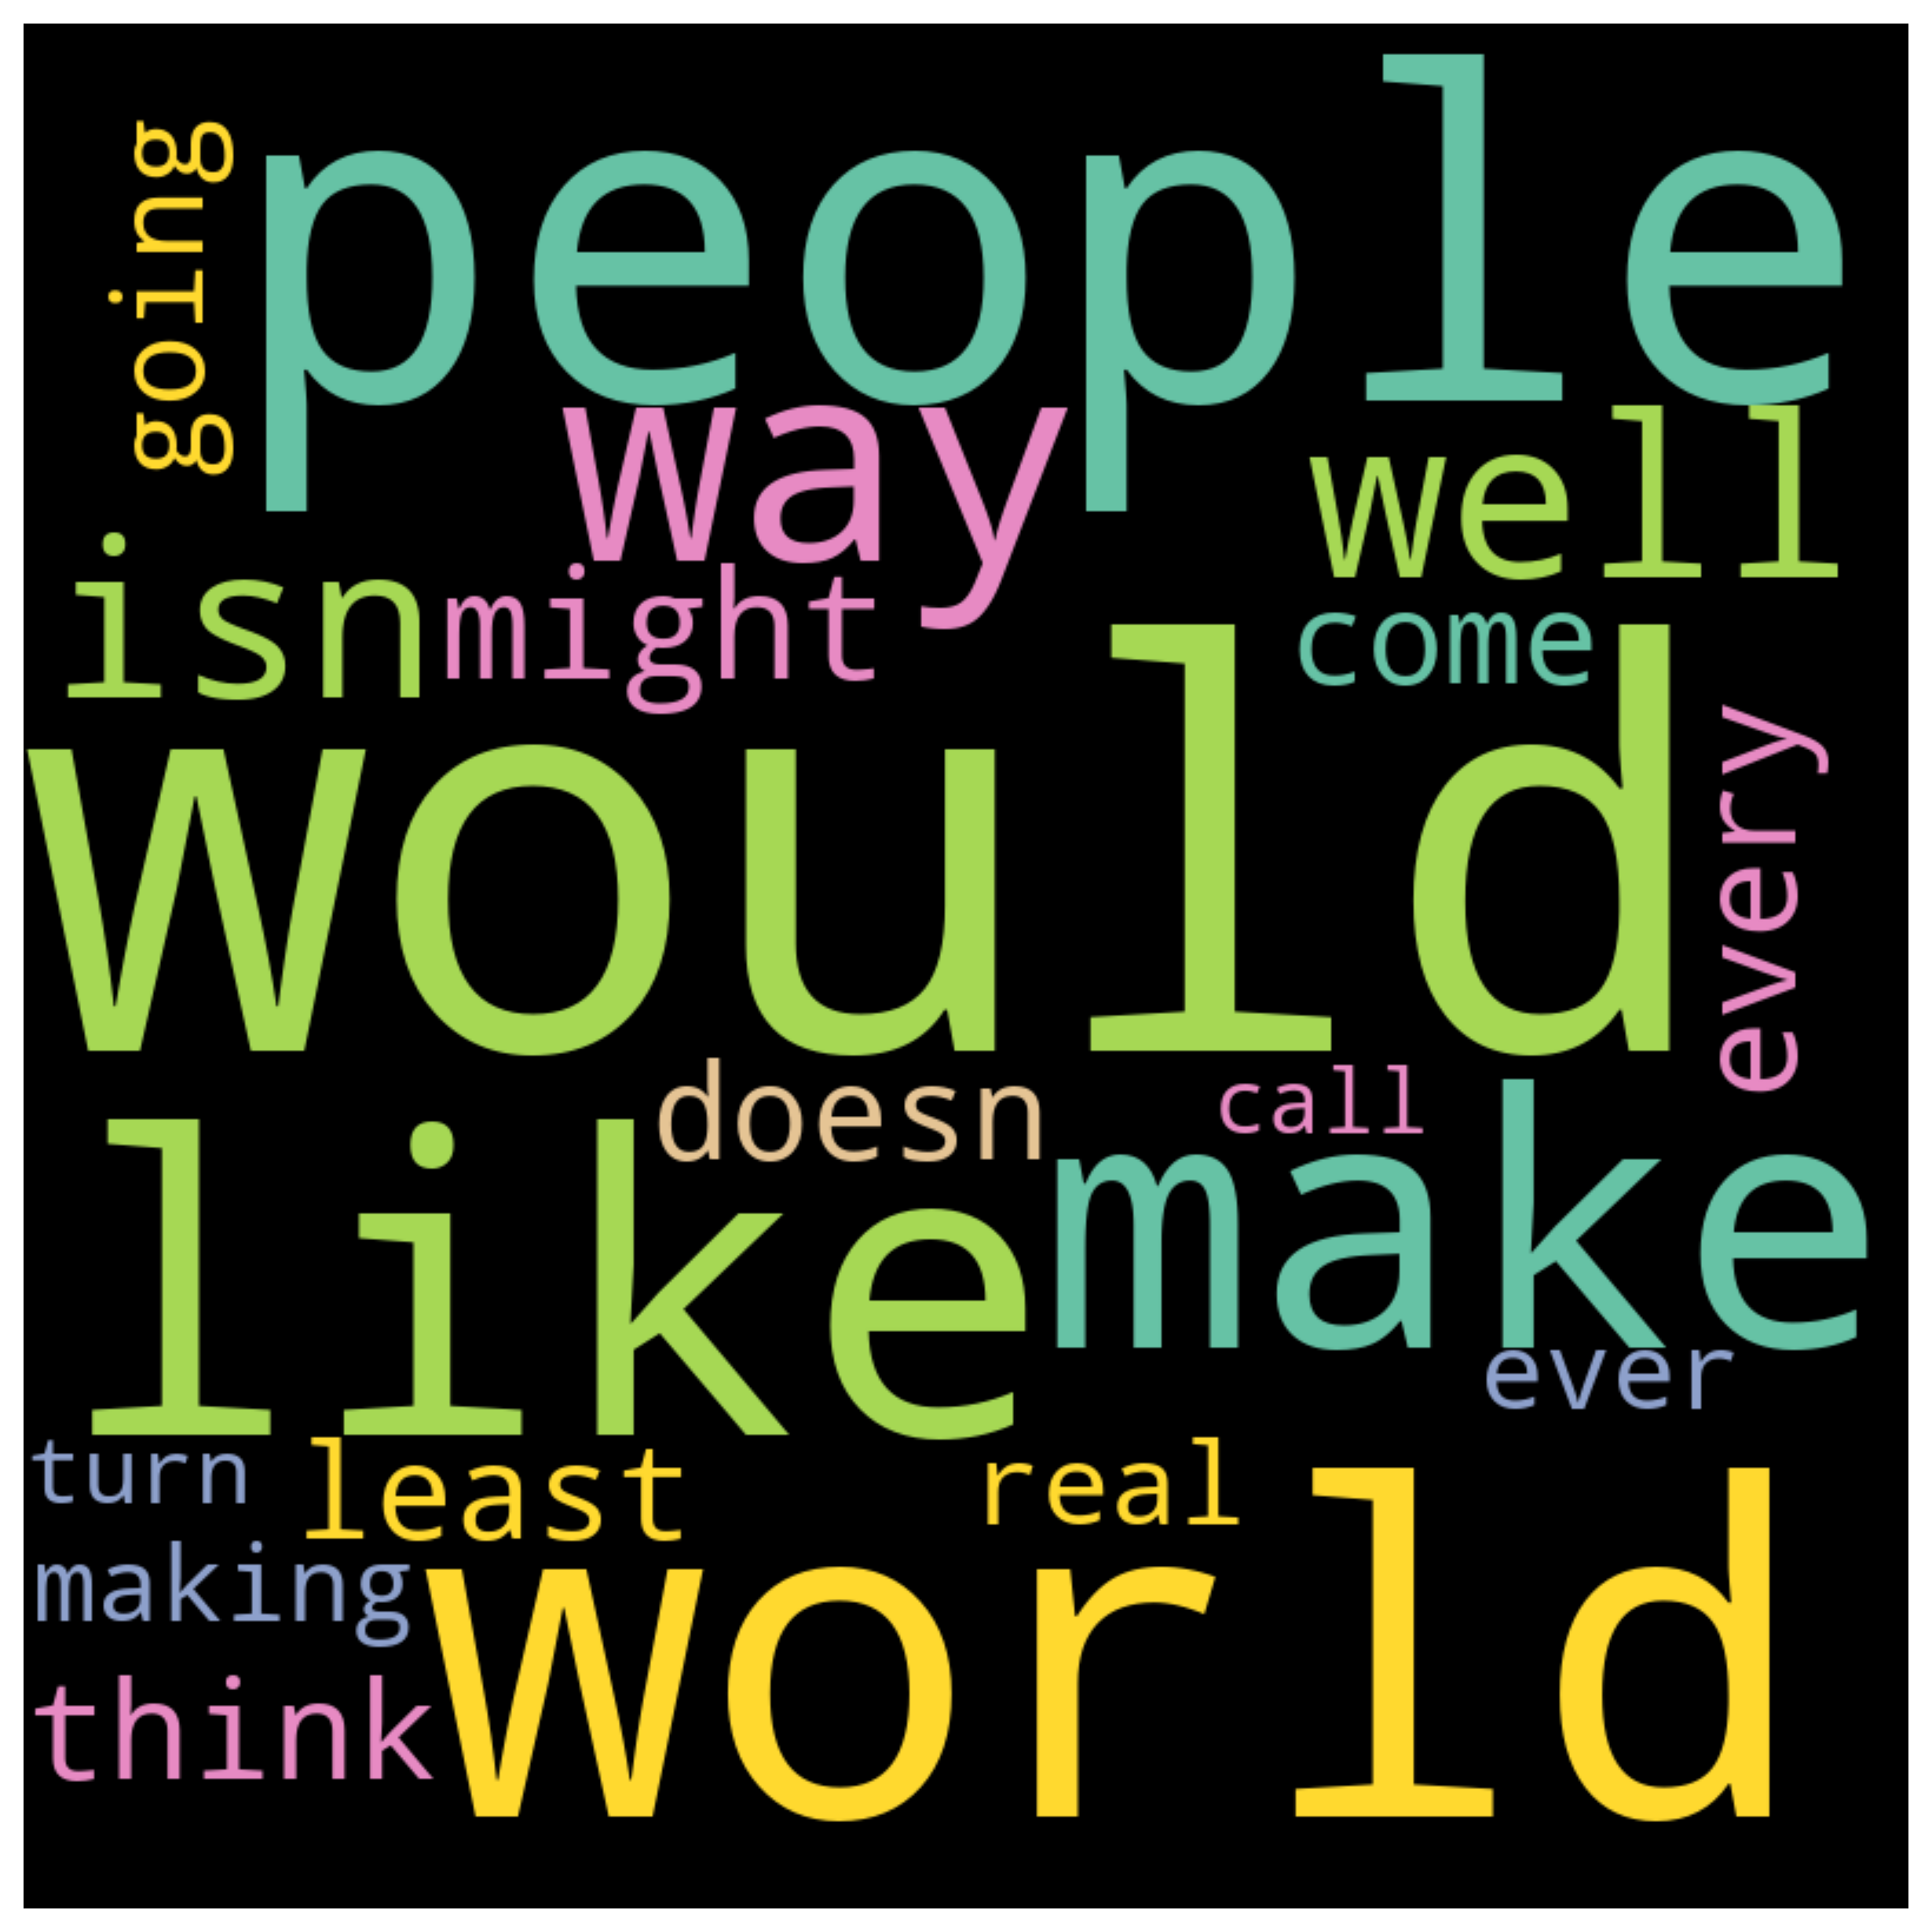 going
people
way
well
isn
might
come
would
every
doesn
call
like
make
ever
turn
least
real
making
world
think